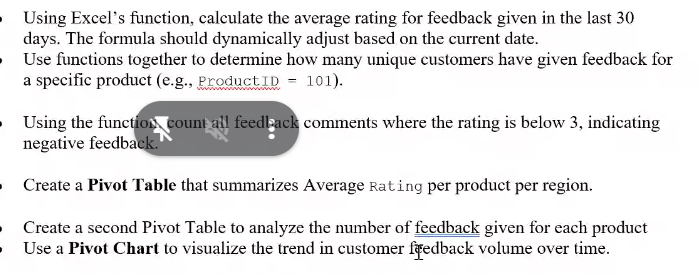 Using Excel's function, calculate the average rating for feedback given in the last 30
days. The formula should dynamically adjust based on the current date.
Use functions together to determine how many unique customers have given feedback for
a specific product (e.g., ProductID = 101).
Using the function, count all feedback comments where the rating is below 3, indicating
negative feedback.
Create a Pivot Table that summarizes Average Rating per product per region.
Create a second Pivot Table to analyze the number of feedback given for each product
Use a Pivot Chart to visualize the trend in customer feedback volume over time.